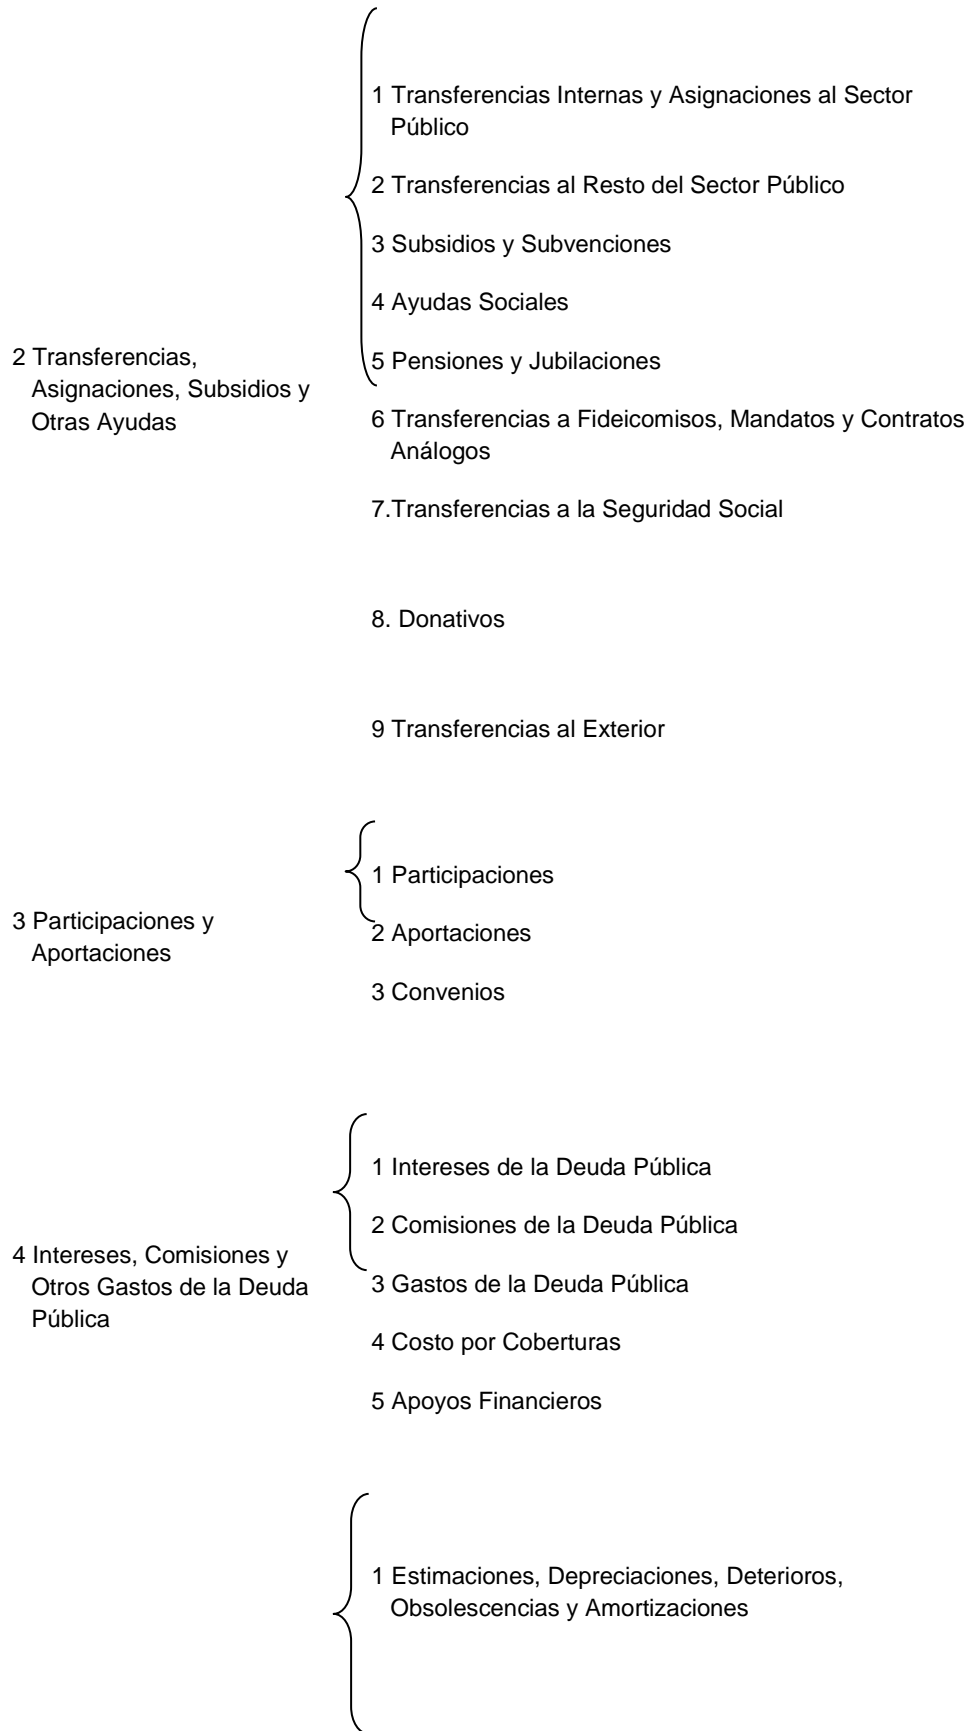 1 Transferencias Internas y Asignaciones al Sector
Público
2 Transferencias al Resto del Sector Público
3 Subsidios y Subvenciones
4 Ayudas Sociales
2 Transferencias,
Asignaciones, Subsidios y
Otras Ayudas
5 Pensiones y Jubilaciones
6 Transferencias a Fideicomisos, Mandatos y Contratos
Análogos
7.Transferencias a la Seguridad Social
8. Donativos
9 Transferencias al Exterior
3 Participaciones y
Aportaciones
1 Participaciones
2 Aportaciones
3 Convenios
4 Intereses, Comisiones y
Otros Gastos de la Deuda
Pública
1 Intereses de la Deuda Pública
2 Comisiones de la Deuda Pública
3 Gastos de la Deuda Pública
4 Costo por Coberturas
5 Apoyos Financieros
1 Estimaciones, Depreciaciones, Deterioros,
Obsolescencias y Amortizaciones